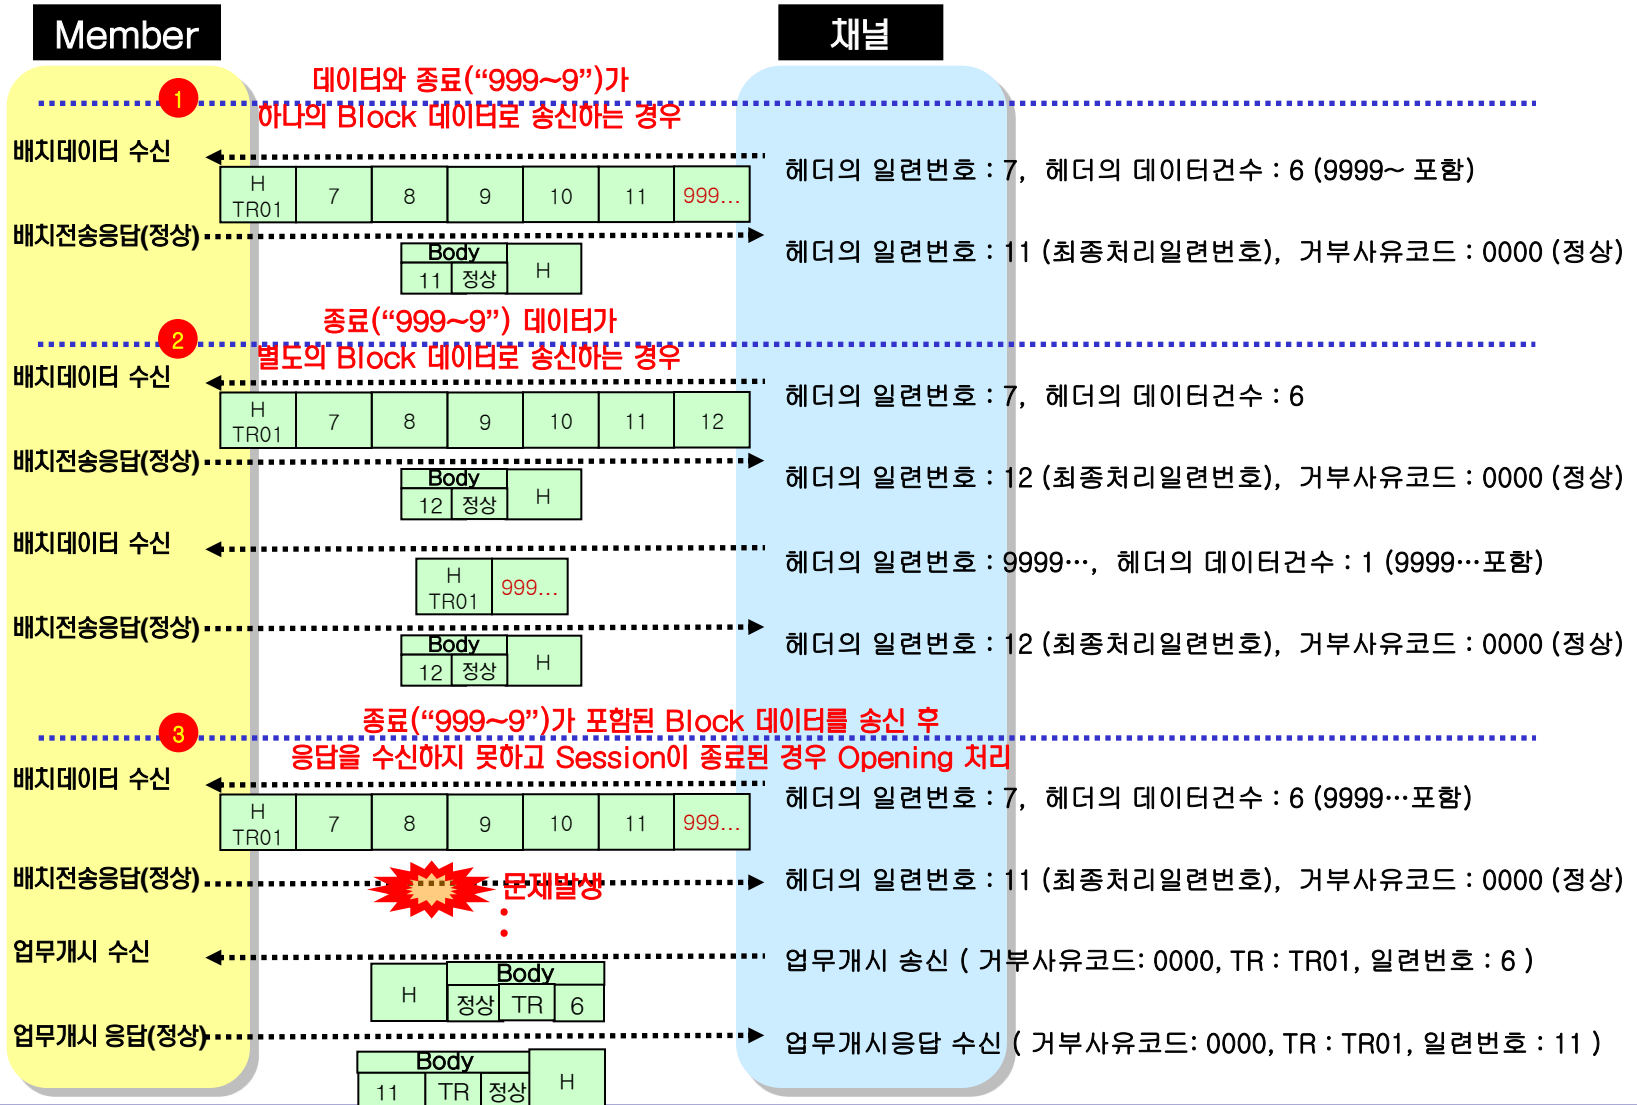 Member
채널
데이터와 종료(“999~9”)가
1
하나의 Block 데이터로 송신하는 경우
배치데이터 수신
헤더의 일련번호 : 7, 헤더의 데이터건수 : 6 (9999~ 포함)
H
TR01
7
8
9
10
11
999...
배치전송응답(정상)
헤더의 일련번호 : 11 (최종처리일련번호), 거부사유코드 : 0000 (정상)
Body
11
정상
H
종료(“999~9”) 데이터가
2
별도의 Block 데이터로 송신하는 경우
배치데이터 수신
헤더의 일련번호 : 7, 헤더의 데이터건수 : 6
H
TR01
7
8
9
10
11
12
배치전송응답(정상)
헤더의 일련번호 : 12 (최종처리일련번호), 거부사유코드 : 0000 (정상)
Body
12
정상
H
배치데이터 수신
헤더의 일련번호 : 9999…, 헤더의 데이터건수 : 1 (9999…포함)
H
TR01
999...
배치전송응답(정상)
헤더의 일련번호 : 12 (최종처리일련번호), 거부사유코드 : 0000 (정상)
Body
12
정상
H
종료(“999~9”)가 포함된 Block 데이터를 송신 후
3
응답을 수신하지 못하고 Session이 종료된 경우 Opening 처리
배치데이터 수신
헤더의 일련번호 : 7, 헤더의 데이터건수 : 6 (9999…포함)
H
TR01
7
8
9
10
11
999...
배치전송응답(정상)
문제발생
:
헤더의 일련번호 : 11 (최종처리일련번호), 거부사유코드 : 0000 (정상)
업무개시 수신
업무개시 송신 ( 거부사유코드: 0000, TR : TR01, 일련번호 : 6 )
H
Body
정상
TR
6
업무개시 응답(정상)
업무개시응답 수신 ( 거부사유코드: 0000, TR : TR01, 일련번호 : 11 )
Body
11
TR
정상
H